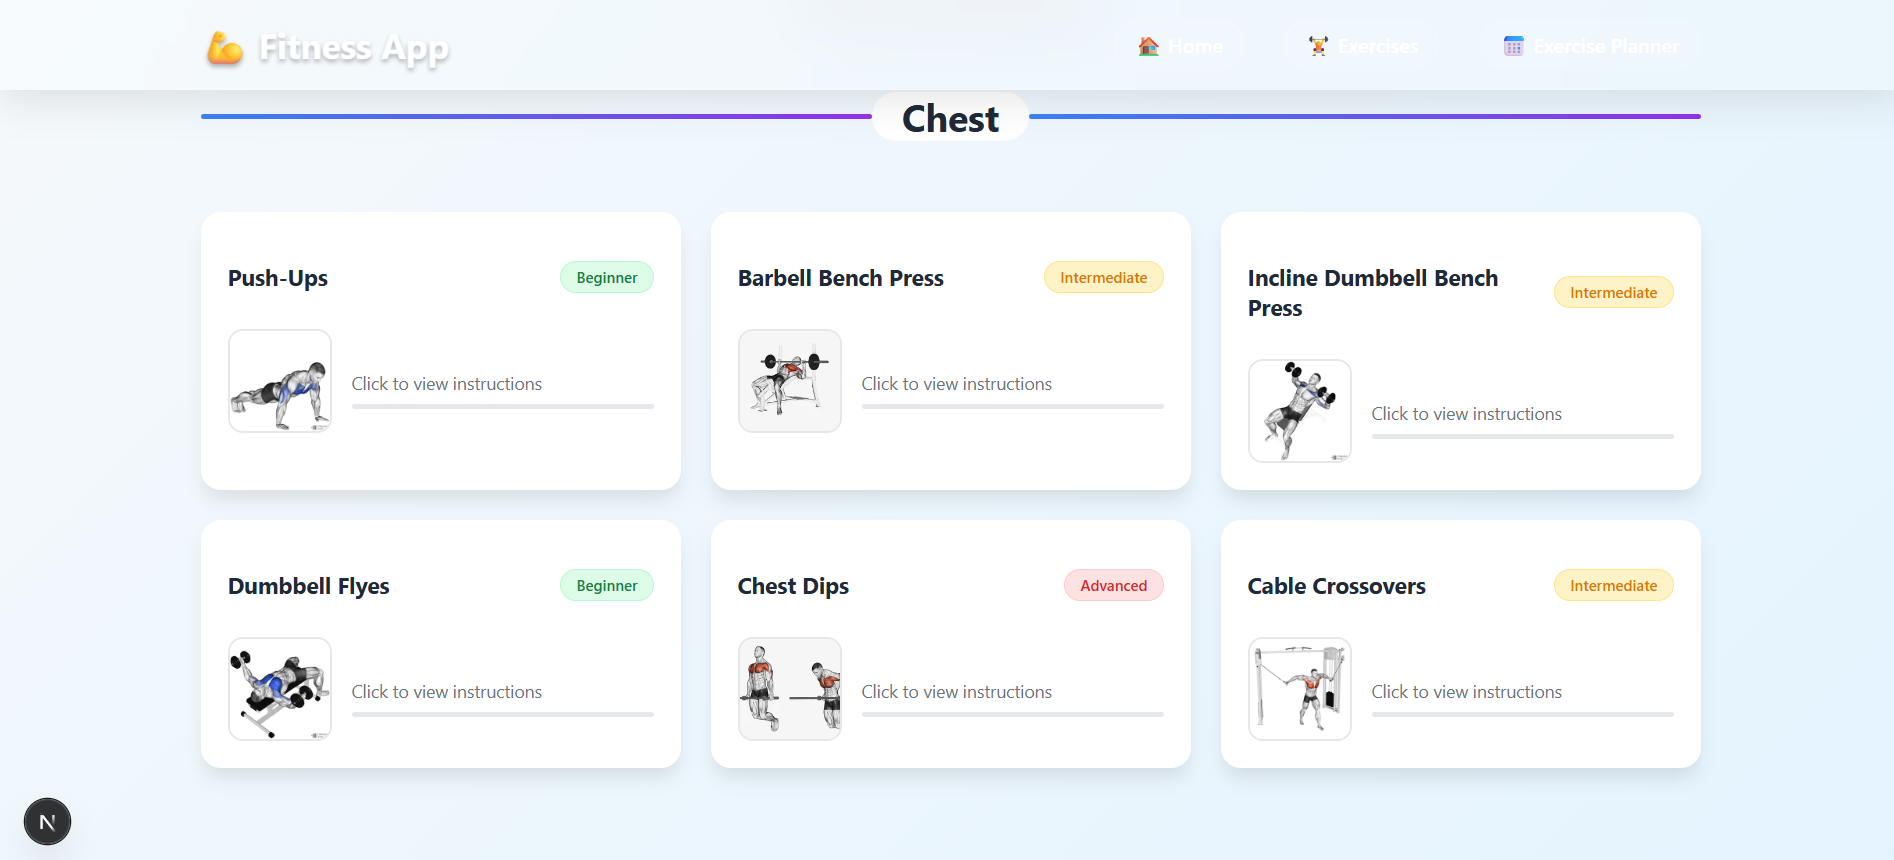 Fitness App
Home
Exercises
Exercise Planner
Chest
Push-Ups
Beginner
Click to view instructions
Barbell Bench Press
Intermediate
Click to view instructions
Incline Dumbbell Bench
Press
Intermediate
Click to view instructions
Dumbbell Flyes
Beginner
Click to view instructions
Chest Dips
Advanced
Click to view instructions
Cable Crossovers
Intermediate
Click to view instructions
N